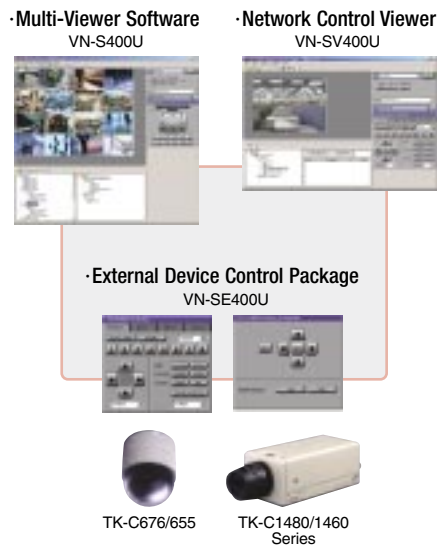 ·Multi-Viewer Software
VN-S400U
·Network Control Viewer
VN-SV400U
·External Device Control Package
VN-SE400U
TK-C676/655
TK-C1480/1460
Series